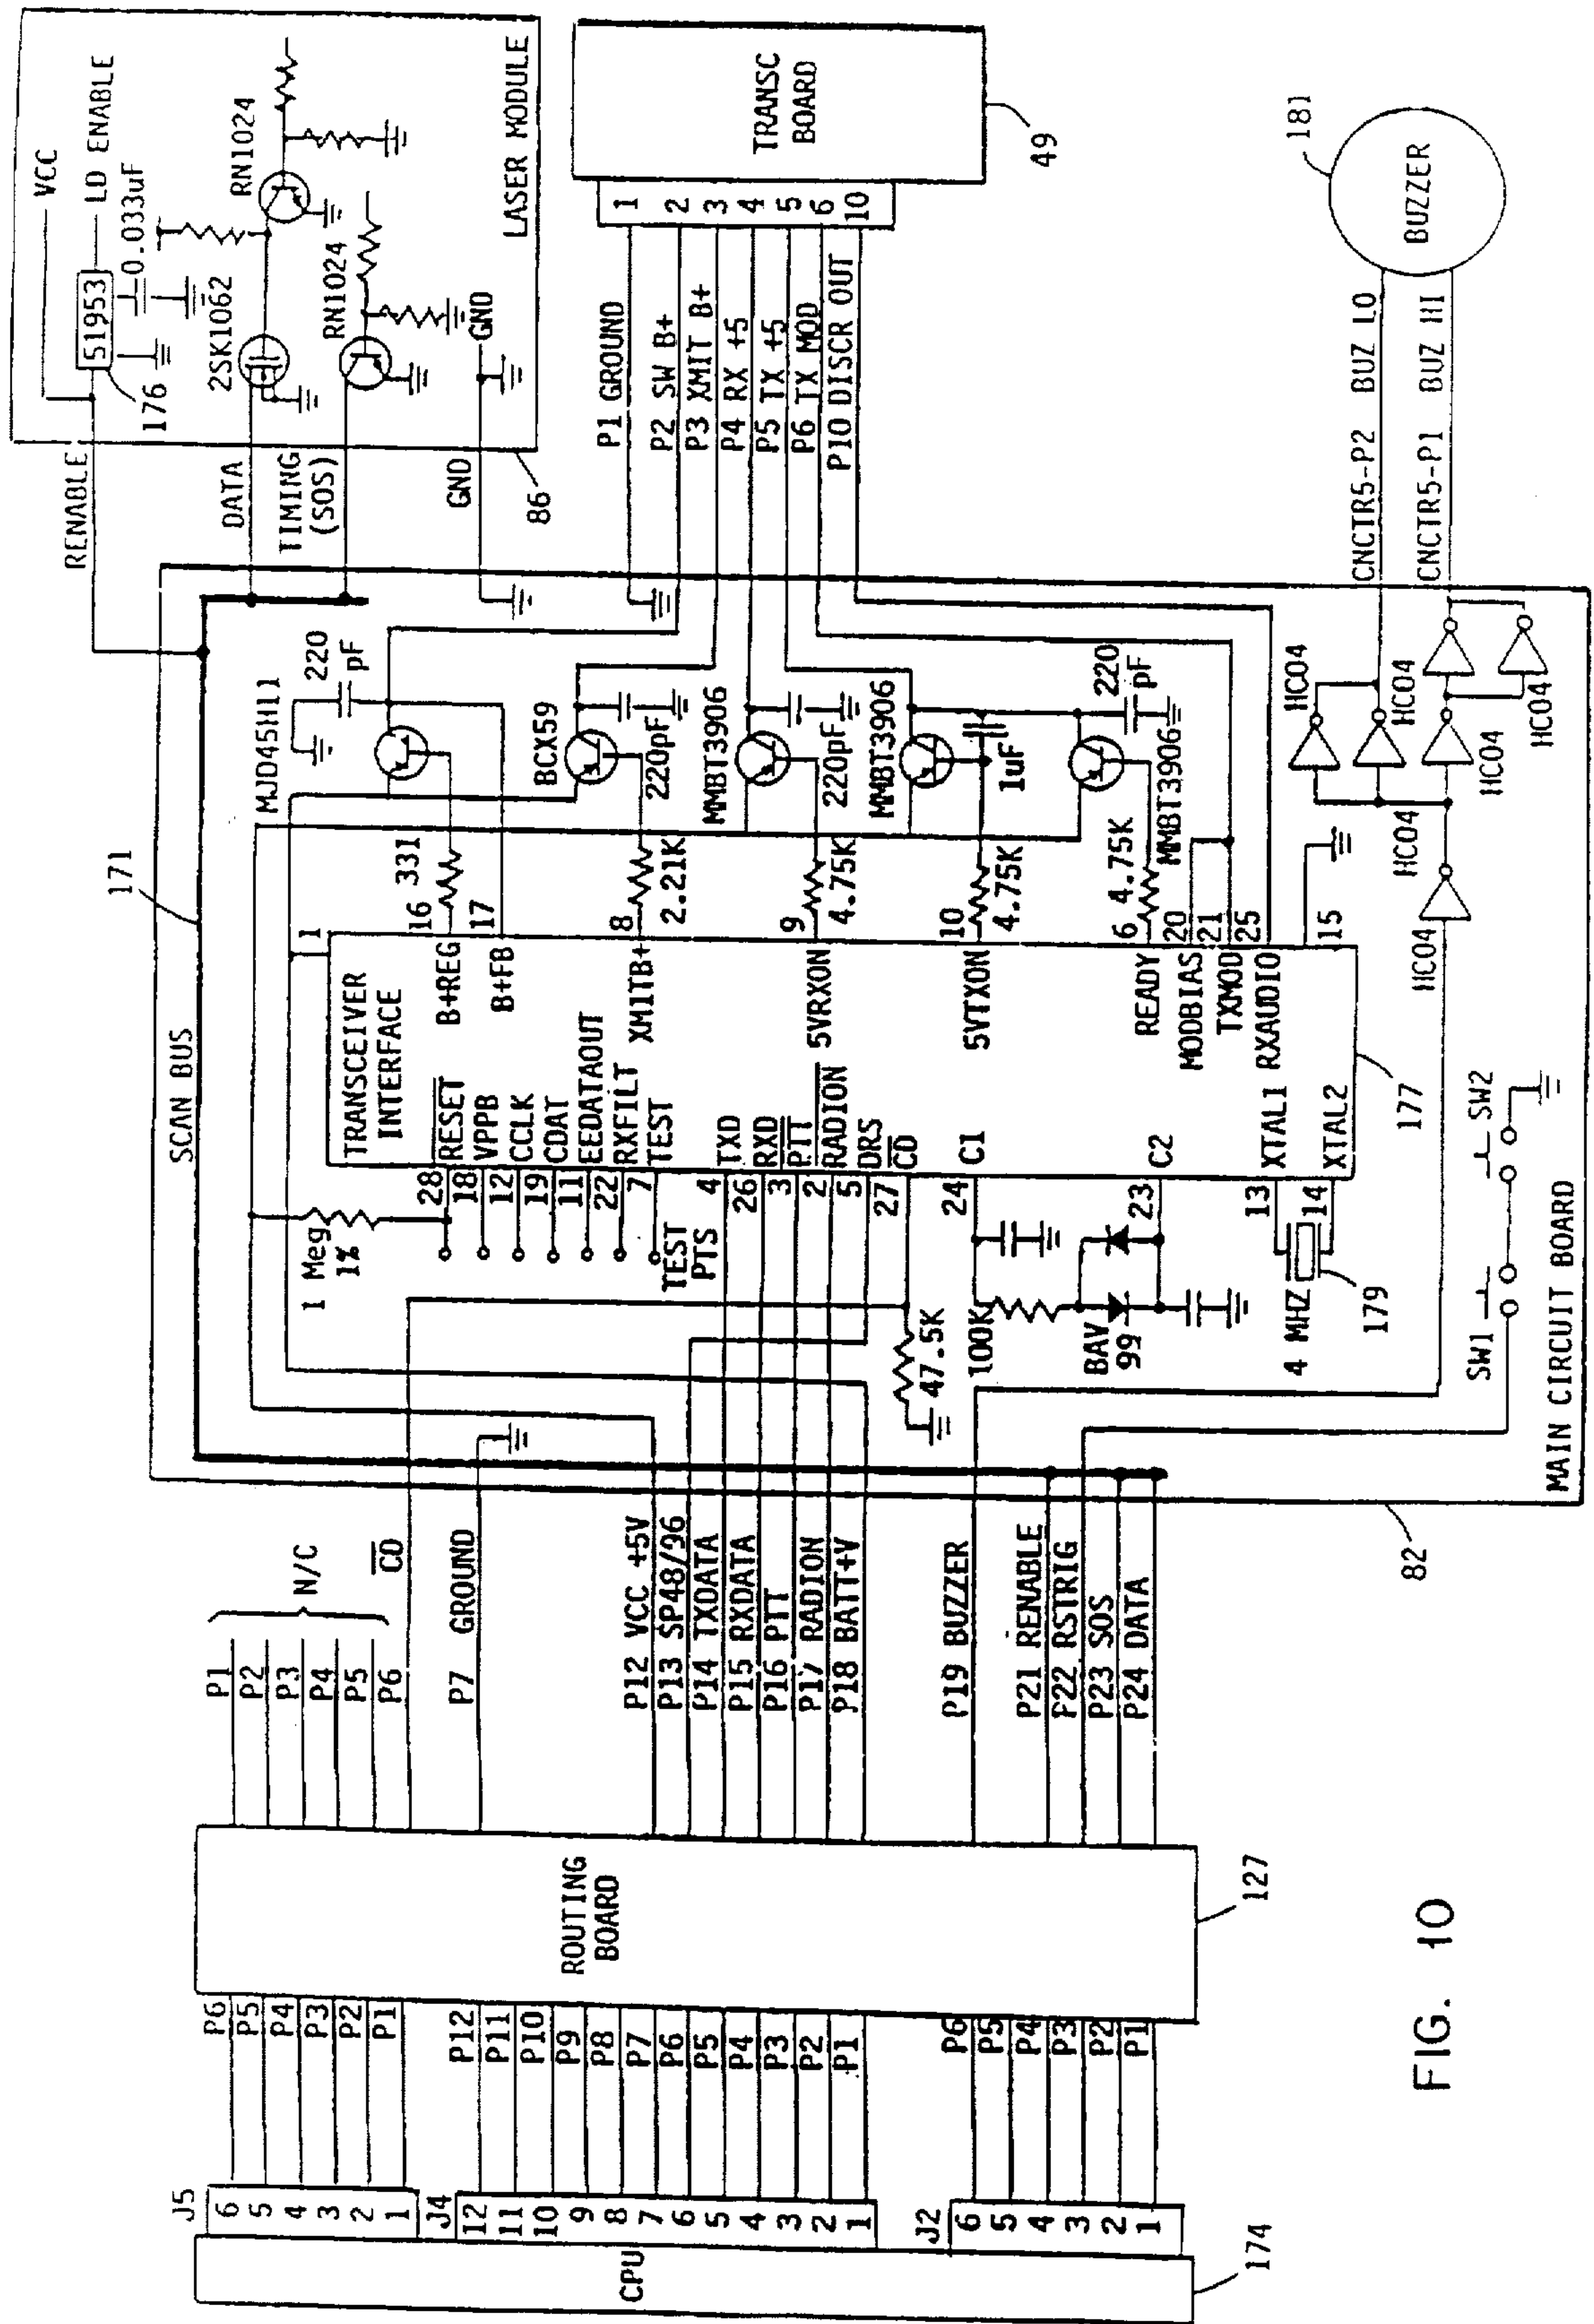 CPU
174
J5
6
5
4
3
2
1
J4
12
11
10
9
8
7
6
5
4
3
2
1
J2
6
5
4
3
2
1
P6
P5
P4
P3
P2
P1
P12
P11
P10
P9
P8
P7
P6
P5
P4
P3
P2
P1
P6
P5
P4
P3
P2
P1
ROUTING
BOARD
127
P1
P2
P3
P4
P5
P6
N/C
CD
P7 GROUND
P12 VCC +5V
P13 SP48/96
P14 TXDATA
P15 RXDATA
P16 PTT
P17 RADION
P18 BATT+V
P19 BUZZER
P21 RENABLE
P22 RSTRIG
P23 SOS
P24 DATA
82
MAIN CIRCUIT BOARD
SCAN BUS
171
1 Meg
1%
28
18
12
19
11
22
7
TEST
PTS
4
26
3
2
5
27
24
23
13
14
47.5K
100K
BAV
99
4 MHZ
179
SW1
SW2
TRANSCEIVER
INTERFACE
RESET
VPPB
CCLK
CDAT
EEDATAOUT
RXFILT
TEST
TXD
RXD
PTT
RADION
DRS
CD
C1
C2
XTAL1
XTAL2
177
B+REG
B+FB
XMITB+
5VRXON
5VTXON
READY
MODBIAS
TXMOD
RXAUDIO
1
16
17
8
9
10
6
20
21
25
15
331
2.21K
4.75K
4.75K
4.75K
MJD45H11
220
pF
BCX59
220pF
MMBT3906
220pF
MMBT3906
1uF
MMBT3906
220
pF
HC04
HC04
HC04
HC04
HC04
HC04
RENABLE
DATA
TIMING
(SOS)
GND
86
VCC
51953
LD ENABLE
0.033uF
176
2SK1062
RN1024
RN1024
GND
LASER MODULE
P1 GROUND
P2 SW B+
P3 XMIT B+
P4 RX +5
P5 TX +5
P6 TX MOD
P10 DISCR OUT
1
2
3
4
5
6
10
TRANSC
BOARD
49
CNCTR5-P2 BUZ LO
CNCTR5-P1 BUZ HI
BUZZER
181
FIG. 10